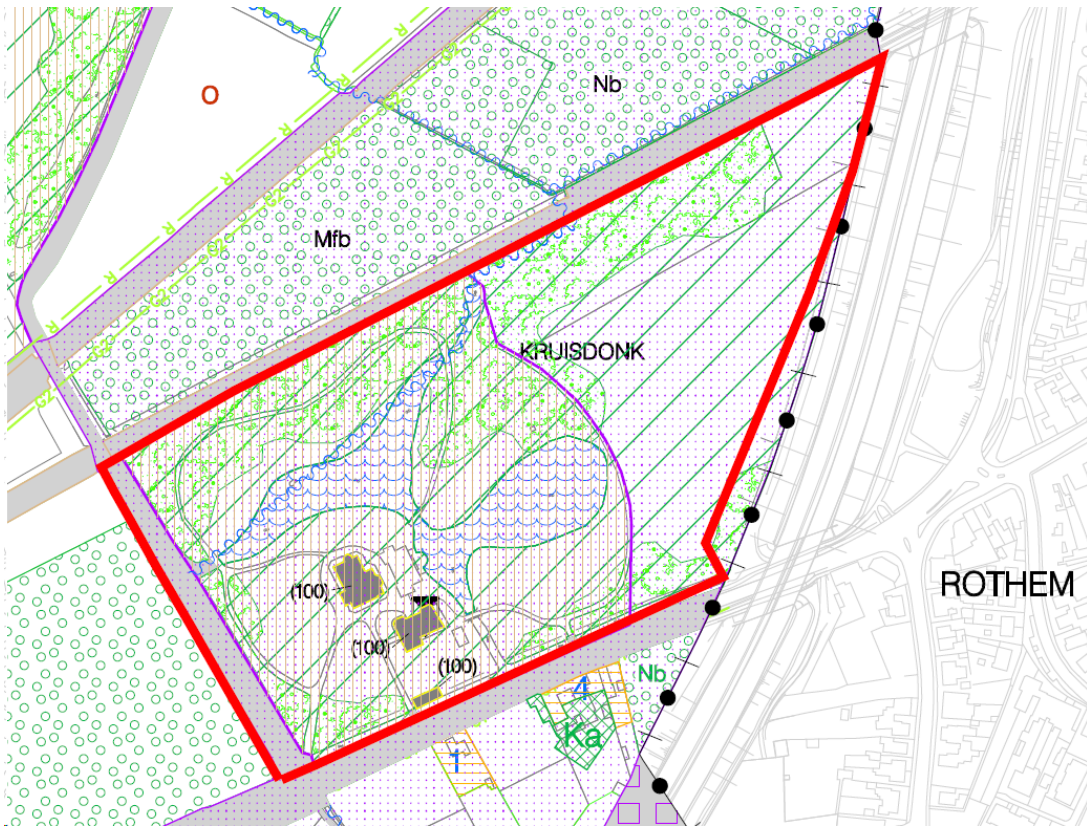 Nb
O
R
R
R
R
R
R
Mfb
KRUISDONK
(100)
(100)
(100)
ROTHEM
Nb
4
Ka
1